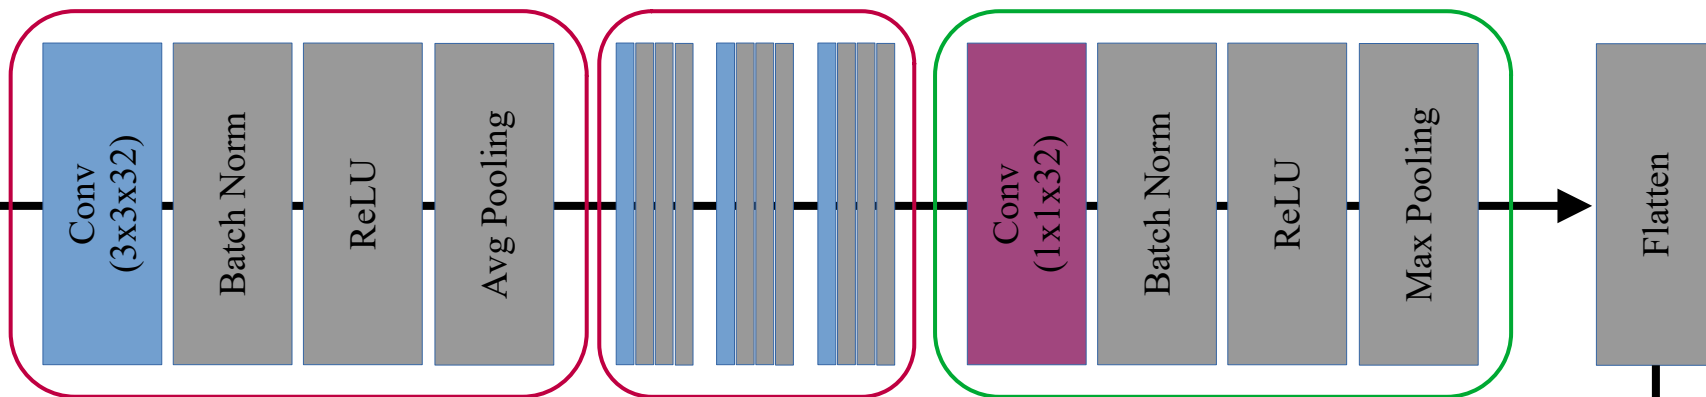 Conv
(3x3x32)
Batch Norm
ReLU
Avg Pooling
Conv
(1x1x32)
Batch Norm
ReLU
Max Pooling
Flatten